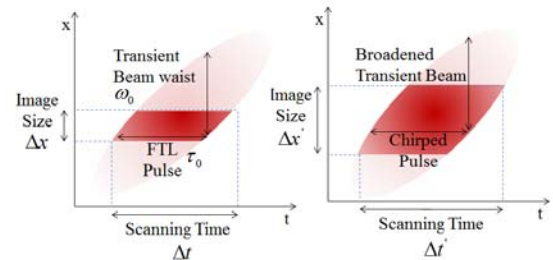 x
Transient
Beam waist
ω₀
Image
Size
Δx
FTL
Pulse
τ₀
t
Scanning Time
Δt
x
Broadened
Transient Beam
Image
Size
Δx'
Chirped
Pulse
t
Scanning Time
Δt'